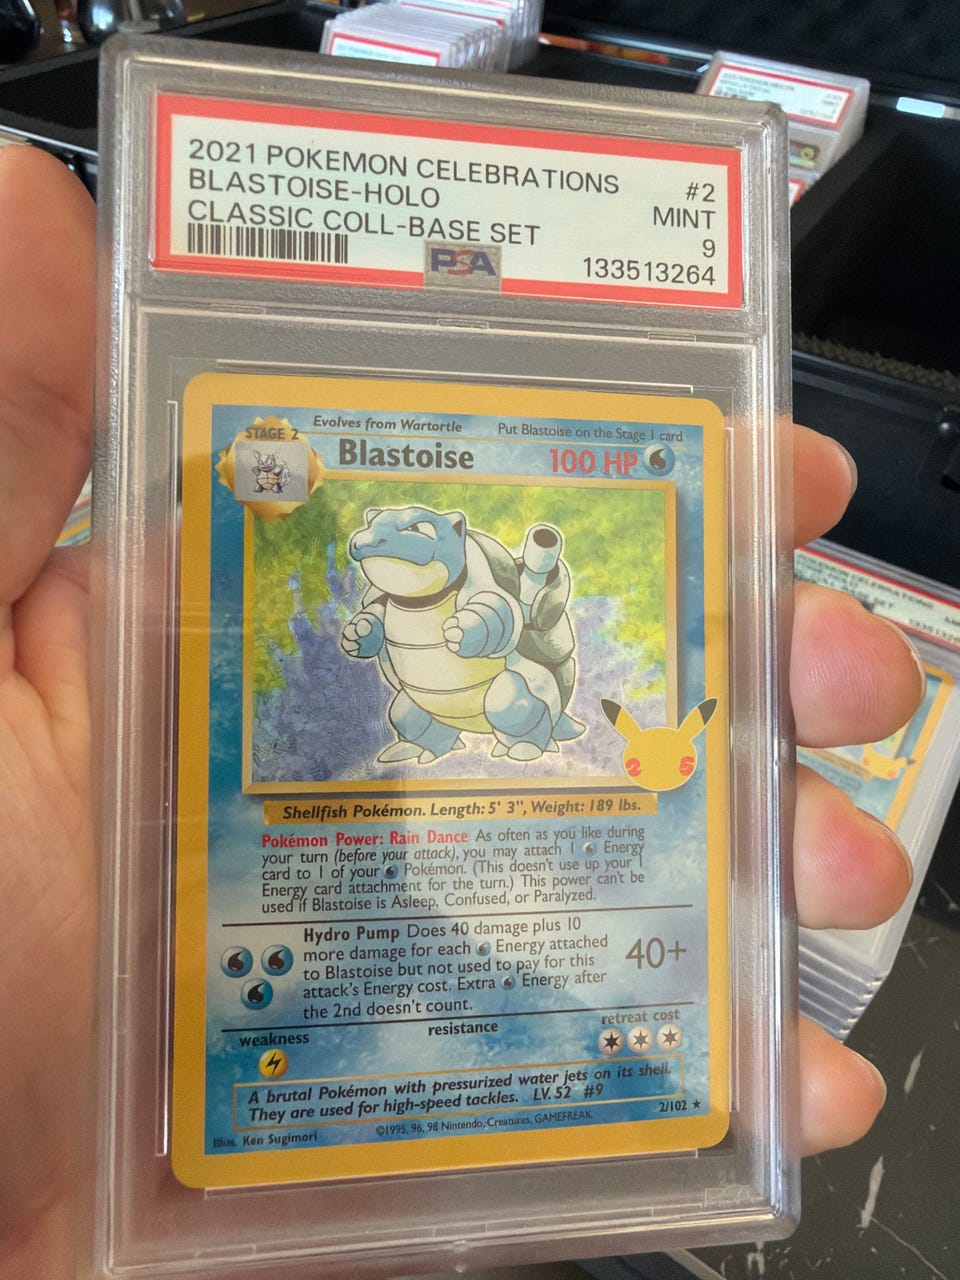 2021 POKEMON CELEBRATIONS #2
BLASTOISE-HOLO MINT
CLASSIC COLL-BASE SET 9
PSA 133513264
STAGE 2 Evolves from Wartortle Put Blastoise on the Stage 1 card
Blastoise 100 HP
2 5
Shellfish Pokémon. Length: 5' 3", Weight: 189 lbs.
Pokémon Power: Rain Dance As often as you like during
your turn (before your attack), you may attach 1 Energy
card to 1 of your Pokémon. (This doesn't use up your 1
Energy card attachment for the turn.) This power can't be
used if Blastoise is Asleep, Confused, or Paralyzed.
Hydro Pump Does 40 damage plus 10
more damage for each Energy attached
to Blastoise but not used to pay for this
attack's Energy cost. Extra Energy after
the 2nd doesn't count.
40+
weakness resistance retreat cost
A brutal Pokémon with pressurized water jets on its shell.
They are used for high-speed tackles. LV. 52 #9
Illus. Ken Sugimori ©1995, 96, 98 Nintendo, Creatures, GAMEFREAK. 2/102 ★
POKEMON CELEBRATIONS